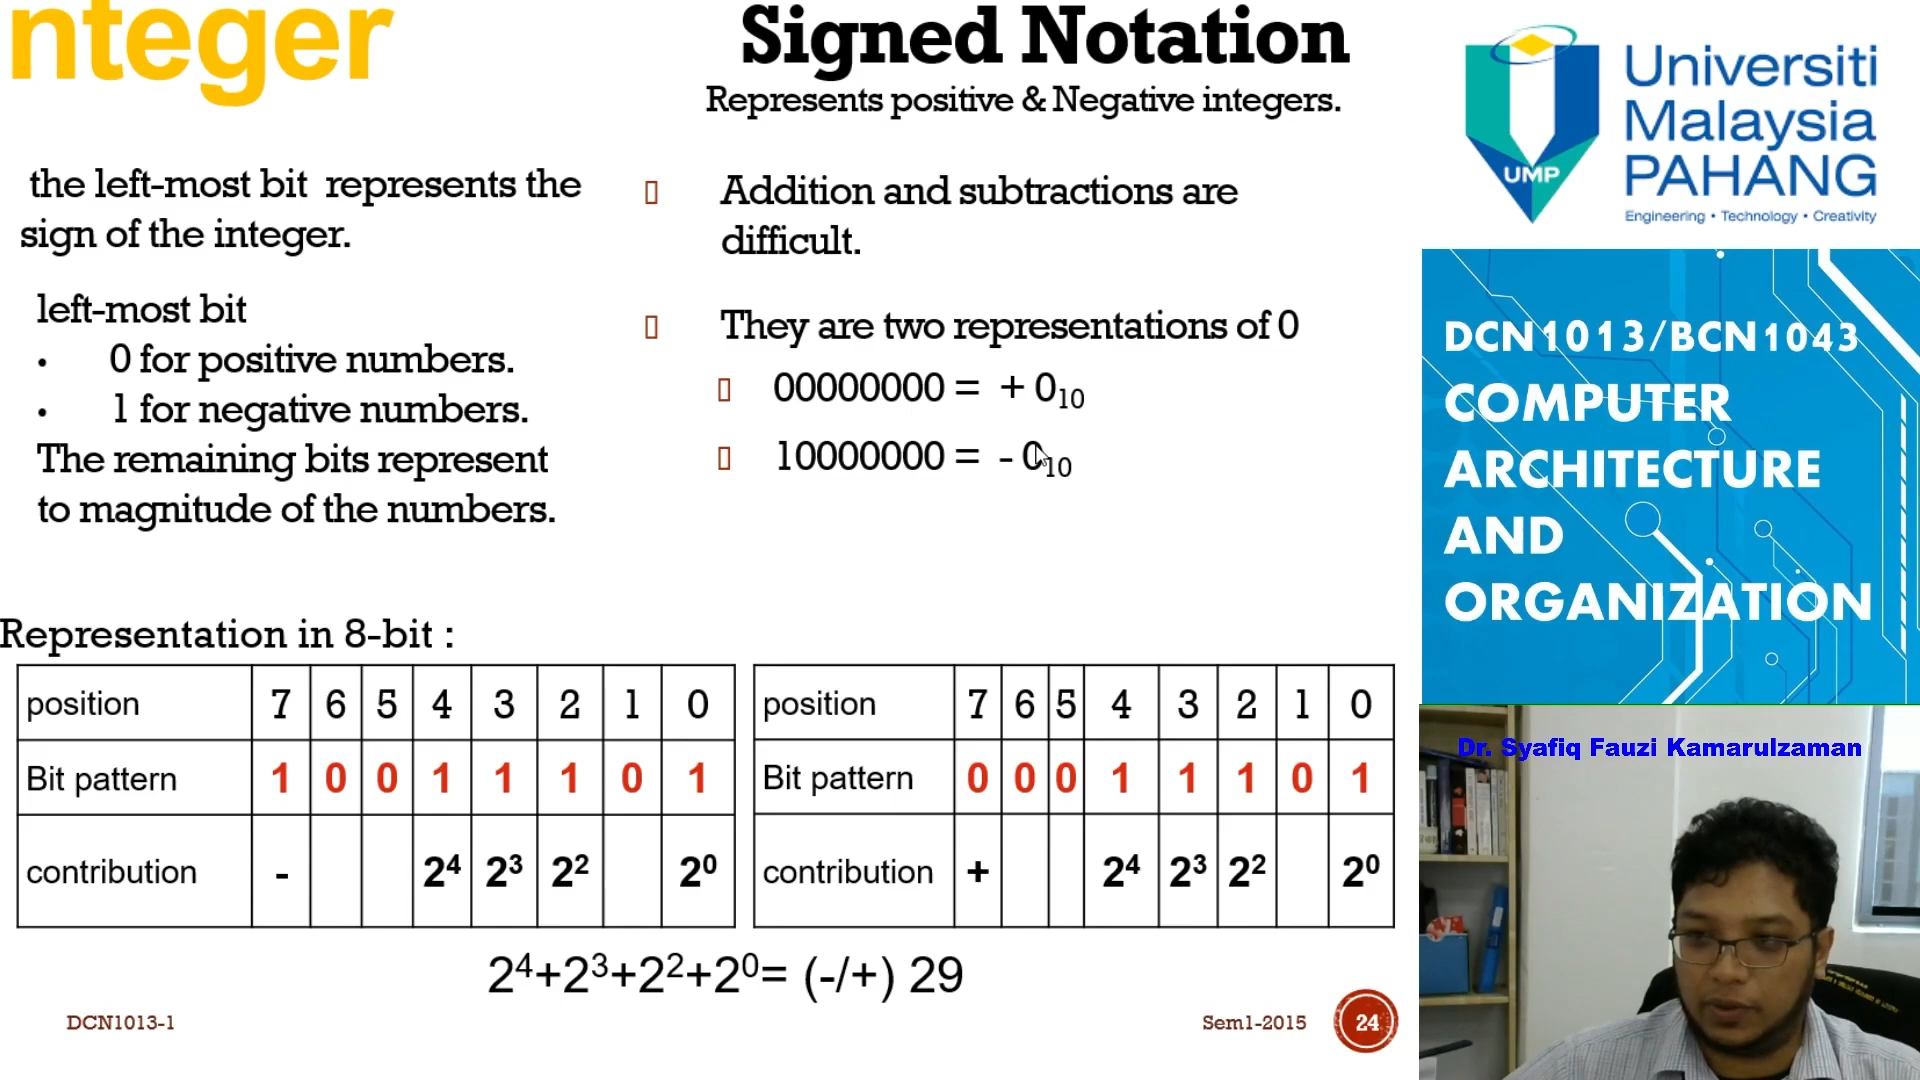 nteger
Signed Notation
Represents positive & Negative integers.
the left-most bit represents the
sign of the integer.
left-most bit
• 0 for positive numbers.
• 1 for negative numbers.
The remaining bits represent
to magnitude of the numbers.
Addition and subtractions are
difficult.
They are two representations of 0
00000000 = + 0₁₀
10000000 = - 0₁₀
Representation in 8-bit :
position 7 6 5 4 3 2 1 0
Bit pattern 1 0 0 1 1 1 0 1
contribution - 2⁴ 2³ 2² 2⁰
position 7 6 5 4 3 2 1 0
Bit pattern 0 0 0 1 1 1 0 1
contribution + 2⁴ 2³ 2² 2⁰
2⁴+2³+2²+2⁰= (-/+) 29
DCN1013-1
Sem1-2015
24
UMP
Universiti
Malaysia
PAHANG
Engineering • Technology • Creativity
DCN1013/BCN1043
COMPUTER
ARCHITECTURE
AND
ORGANIZATION
Dr. Syafiq Fauzi Kamarulzaman